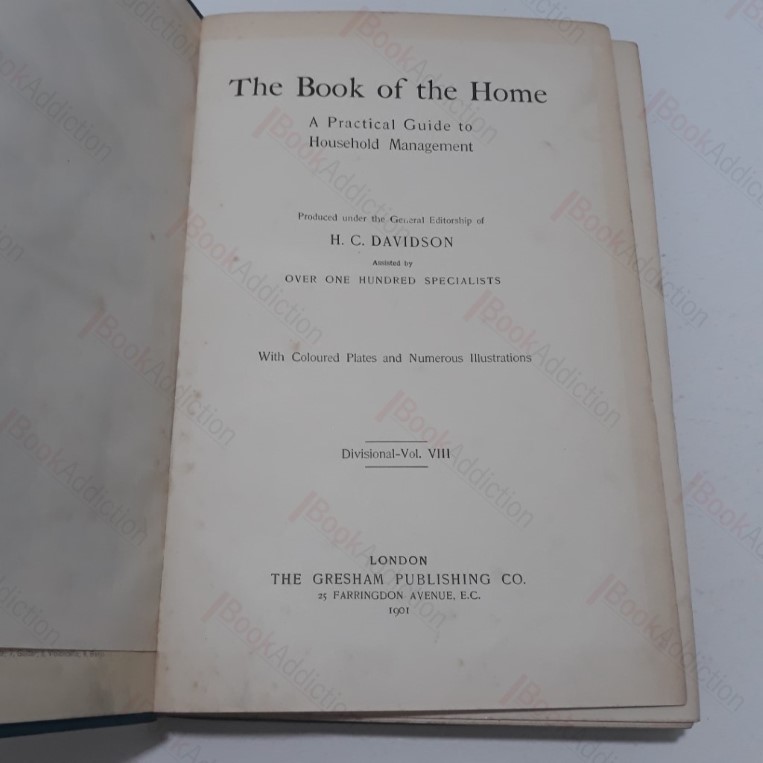 The Book of the Home
A Practical Guide to
Household Management
Produced under the General Editorship of
H. C. DAVIDSON
Assisted by
OVER ONE HUNDRED SPECIALISTS
With Coloured Plates and Numerous Illustrations
Divisional-Vol. VIII
LONDON
THE GRESHAM PUBLISHING CO.
25 FARRINGDON AVENUE, E.C.
1901
BookAddiction